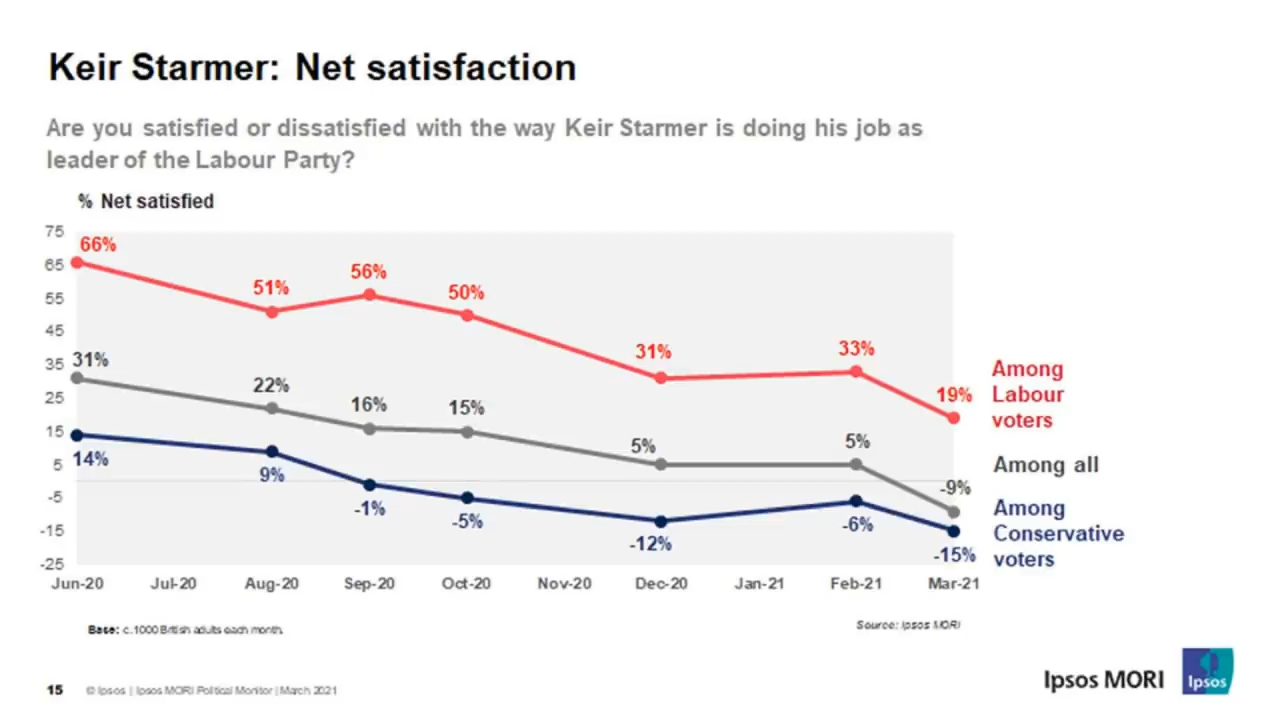 Keir Starmer: Net satisfaction
Are you satisfied or dissatisfied with the way Keir Starmer is doing his job as
leader of the Labour Party?
% Net satisfied
75
65
55
45
35
25
15
5
-5
-15
-25
66%
51%
56%
50%
31%
33%
19%
31%
22%
16%
15%
5%
5%
-9%
14%
9%
-1%
-5%
-12%
-6%
-15%
Among
Labour
voters
Among all
Among
Conservative
voters
Jun-20 Jul-20 Aug-20 Sep-20 Oct-20 Nov-20 Dec-20 Jan-21 Feb-21 Mar-21
Base: c.1000 British adults each month.
Source: Ipsos MORI
15 © Ipsos | Ipsos MORI Political Monitor | March 2021
Ipsos MORI
Ipsos